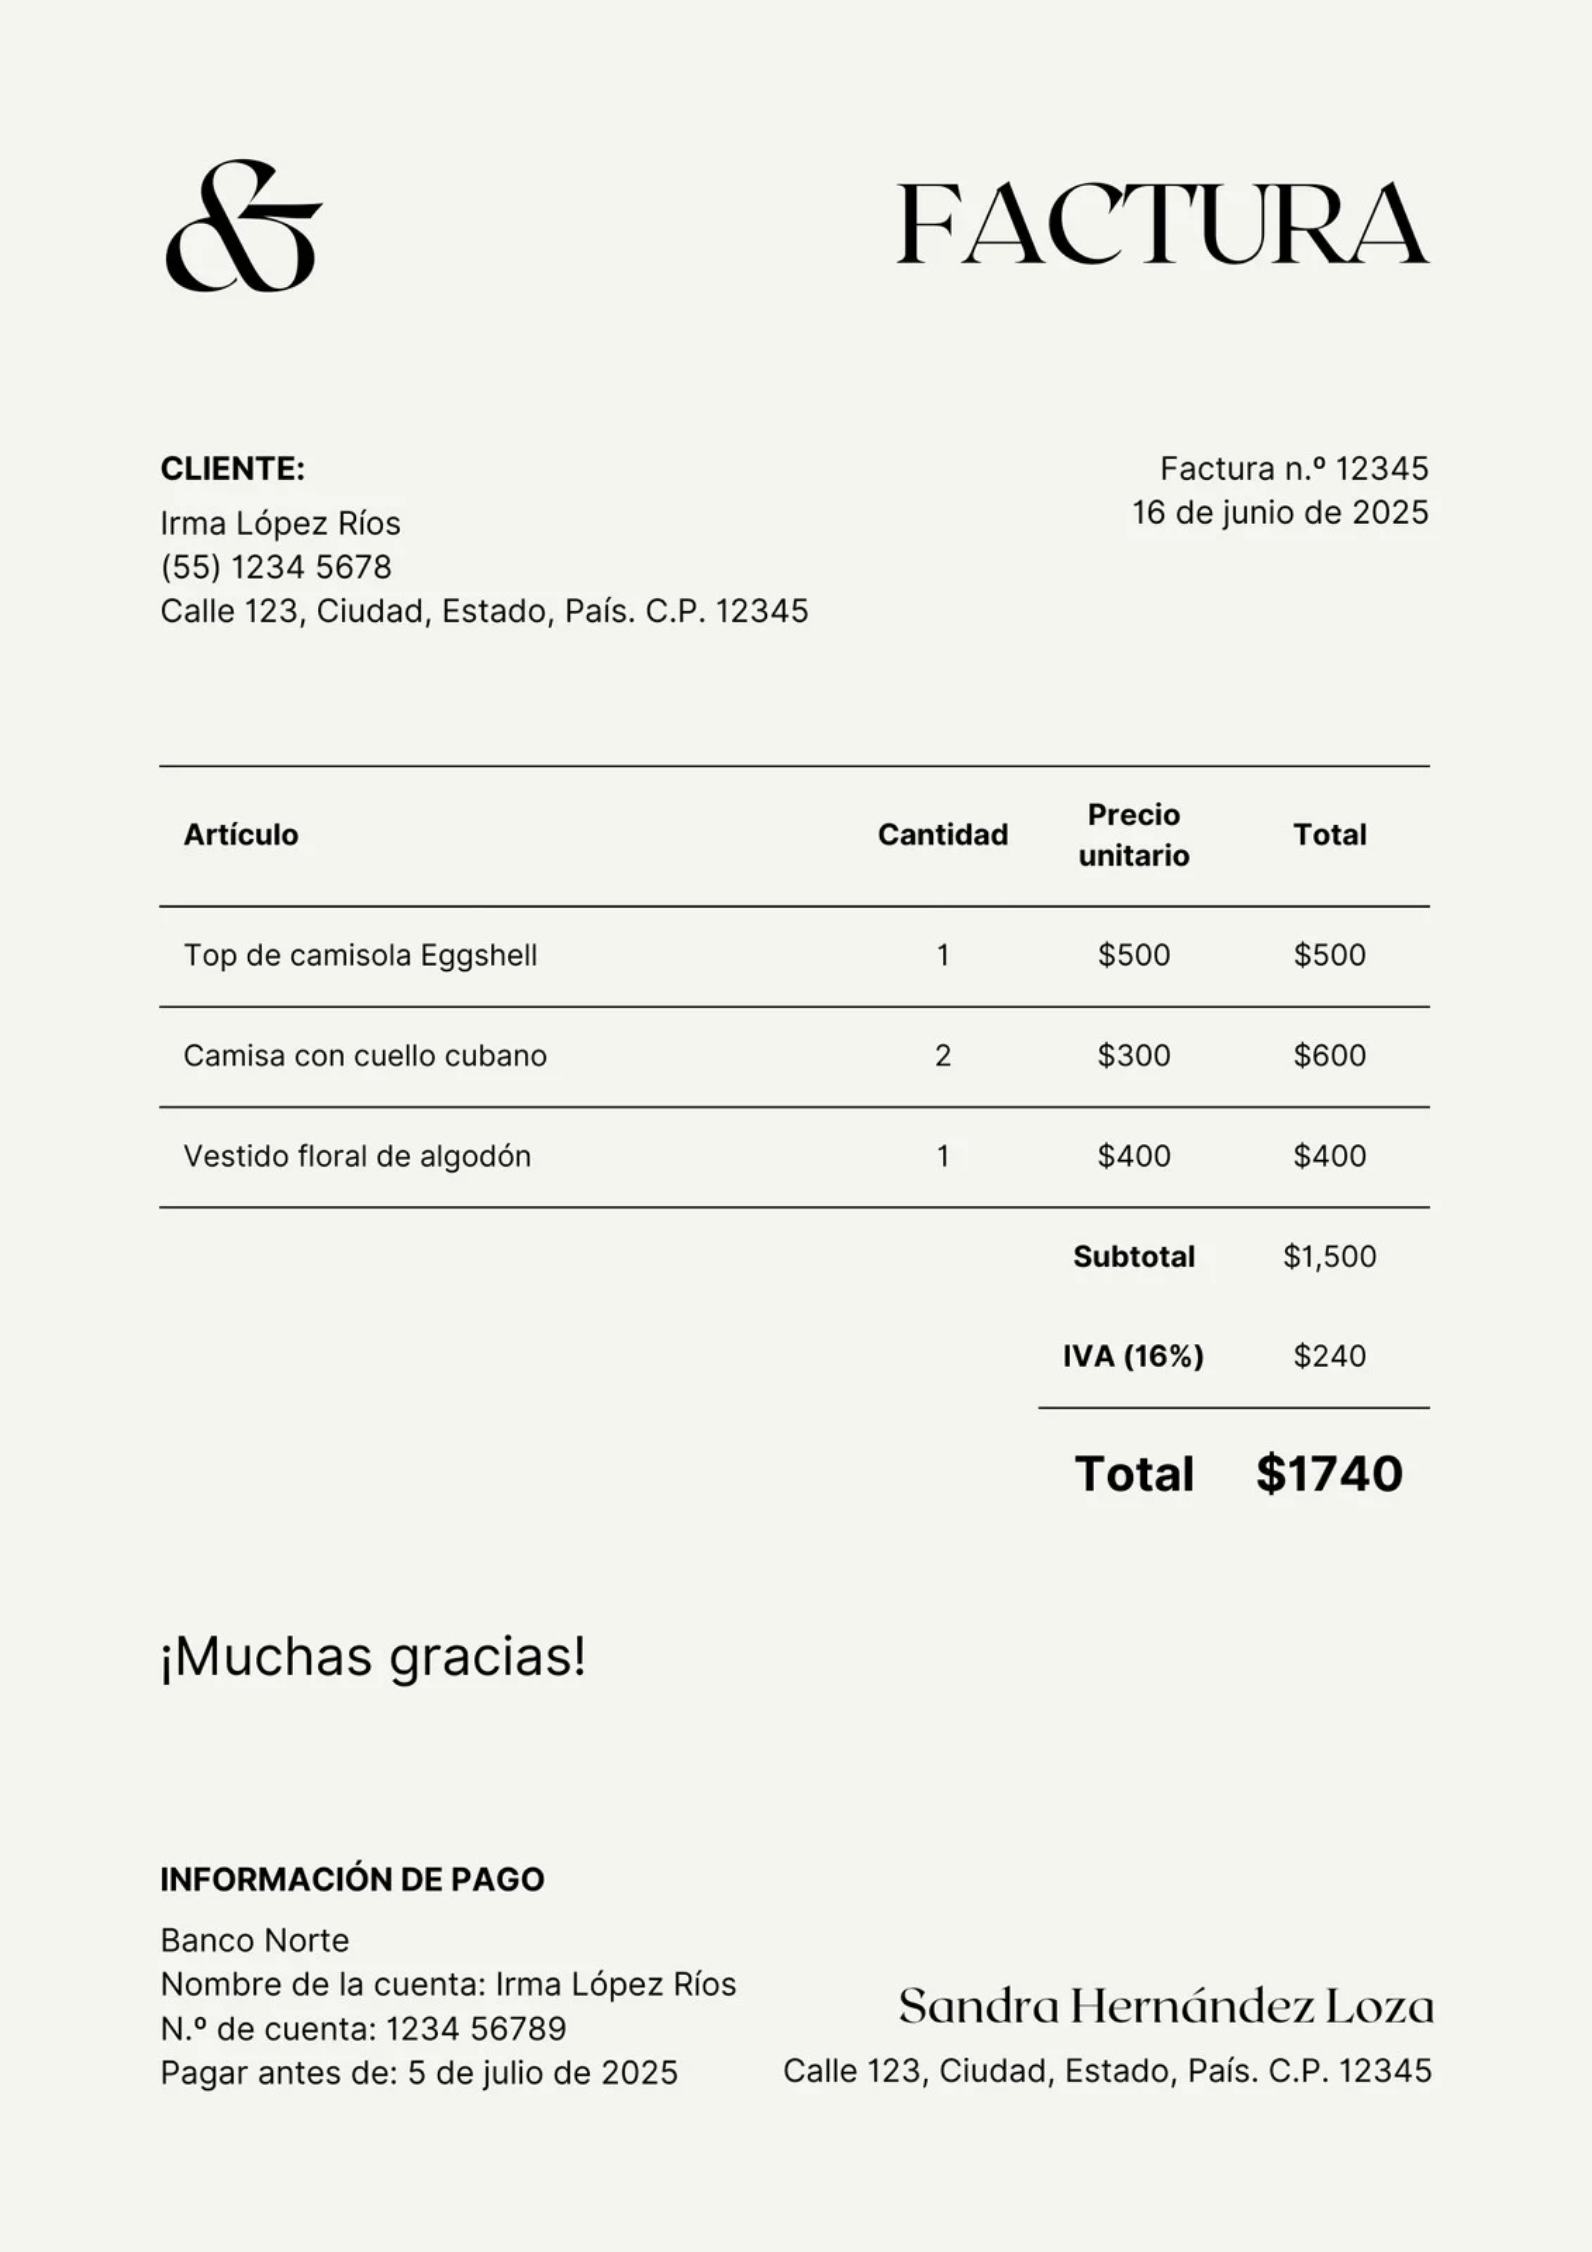 &
FACTURA
CLIENTE:
Irma López Ríos
(55) 1234 5678
Calle 123, Ciudad, Estado, País. C.P. 12345
Factura n.º 12345
16 de junio de 2025
Artículo Cantidad Precio unitario Total
Top de camisola Eggshell 1 $500 $500
Camisa con cuello cubano 2 $300 $600
Vestido floral de algodón 1 $400 $400
Subtotal $1,500
IVA (16%) $240
Total $1740
¡Muchas gracias!
INFORMACIÓN DE PAGO
Banco Norte
Nombre de la cuenta: Irma López Ríos
N.º de cuenta: 1234 56789
Pagar antes de: 5 de julio de 2025
Sandra Hernández Loza
Calle 123, Ciudad, Estado, País. C.P. 12345